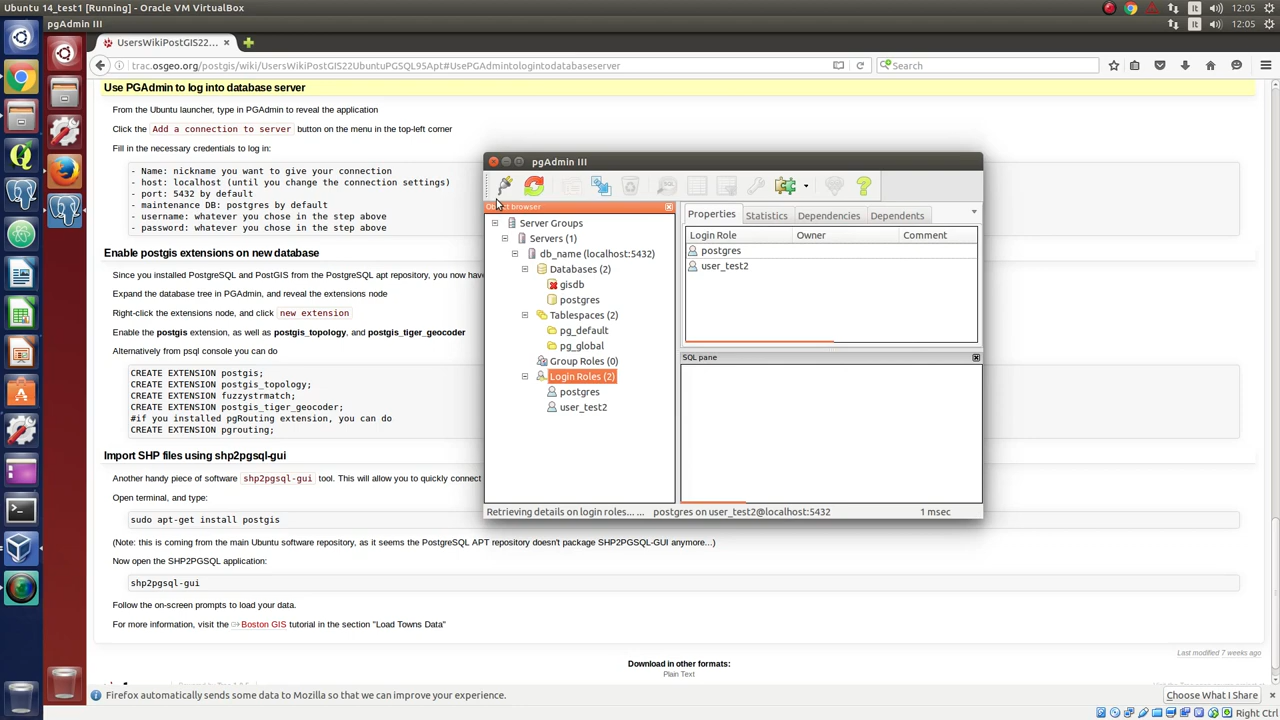 Ubuntu 14_test1 [Running] - Oracle VM VirtualBox
It
12:05
pgAdmin III
It
12:05
UsersWikiPostGIS22...
trac.osgeo.org/postgis/wiki/UsersWikiPostGIS22UbuntuPGSQL95Apt#UsePGAdmintologintodatabaseserver
Search
Use PGAdmin to log into database server
From the Ubuntu launcher, type in PGAdmin to reveal the application
Click the Add a connection to server button on the menu in the top-left corner
Fill in the necessary credentials to log in:
- Name: nickname you want to give your connection
- host: localhost (until you change the connection settings)
- port: 5432 by default
- maintenance DB: postgres by default
- username: whatever you chose in the step above
- password: whatever you chose in the step above
Enable postgis extensions on new database
Since you installed PostgreSQL and PostGIS from the PostgreSQL apt repository, you now have
Expand the database tree in PGAdmin, and reveal the extensions node
Right-click the extensions node, and click new extension
Enable the postgis extension, as well as postgis_topology, and postgis_tiger_geocoder
Alternatively from psql console you can do
CREATE EXTENSION postgis;
CREATE EXTENSION postgis_topology;
CREATE EXTENSION fuzzystrmatch;
CREATE EXTENSION postgis_tiger_geocoder;
#if you installed pgRouting extension, you can do
CREATE EXTENSION pgrouting;
Import SHP files using shp2pgsql-gui
Another handy piece of software shp2pgsql-gui tool. This will allow you to quickly connect
Open terminal, and type:
sudo apt-get install postgis
(Note: this is coming from the main Ubuntu software repository, as it seems the PostgreSQL APT repository doesn't package SHP2PGSQL-GUI anymore...)
Now open the SHP2PGSQL application:
shp2pgsql-gui
Follow the on-screen prompts to load your data.
For more information, visit the Boston GIS tutorial in the section "Load Towns Data"
Last modified 7 weeks ago
Download in other formats:
Plain Text
Firefox automatically sends some data to Mozilla so that we can improve your experience.
Choose What I Share
Right Ctrl
pgAdmin III
Object browser
Server Groups
Servers (1)
db_name (localhost:5432)
Databases (2)
gisdb
postgres
Tablespaces (2)
pg_default
pg_global
Group Roles (0)
Login Roles (2)
postgres
user_test2
Properties
Statistics
Dependencies
Dependents
Login Role
Owner
Comment
postgres
user_test2
SQL pane
Retrieving details on login roles... ...
postgres on user_test2@localhost:5432
1 msec